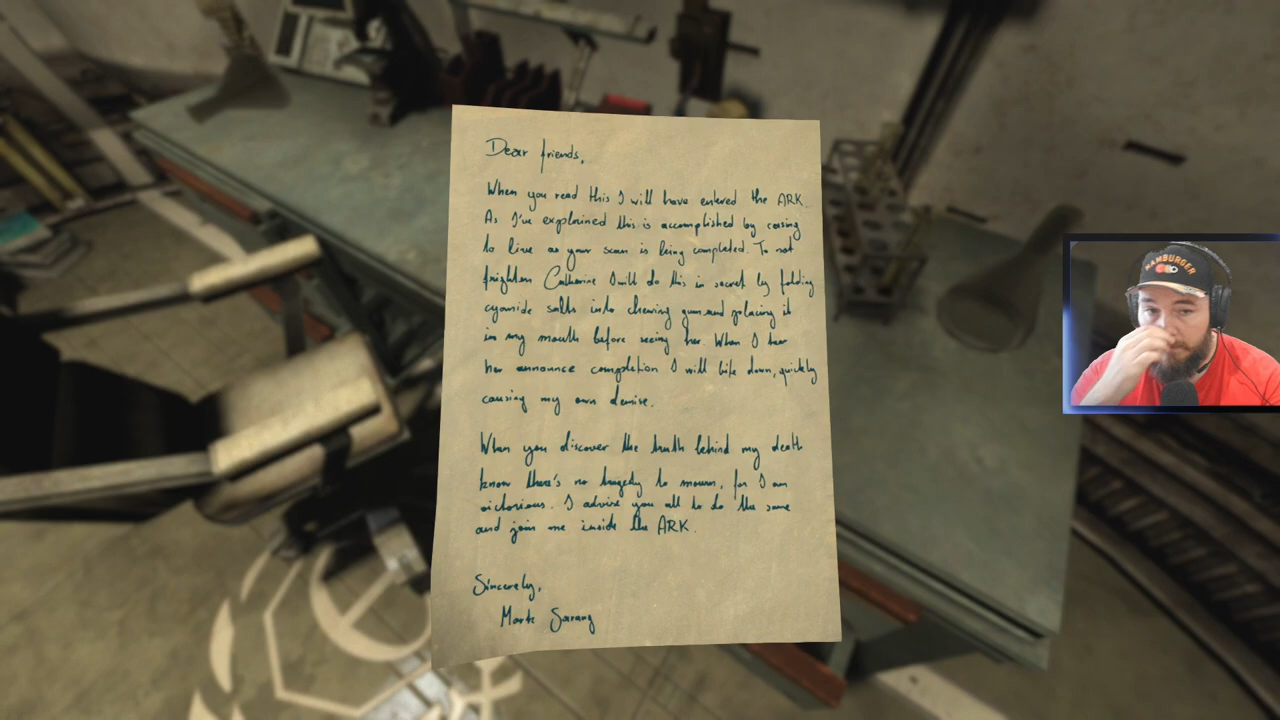 Dear friends,
When you read this I will have entered the ARK.
As I've explained this is accomplished by ceasing
to live as your scan is being completed. To not
frighten Catherine I will do this in secret by folding
cyanide salts into chewing gum and placing it
in my mouth before seeing her. When I hear
her announce completion I will bite down, quickly
causing my own demise.
When you discover the truth behind my death
know there's no tragedy to mourn, for I am
victorious. I advise you all to do the same
and join me inside the ARK.
Sincerely,
Mark Sarang
HAMBURGER